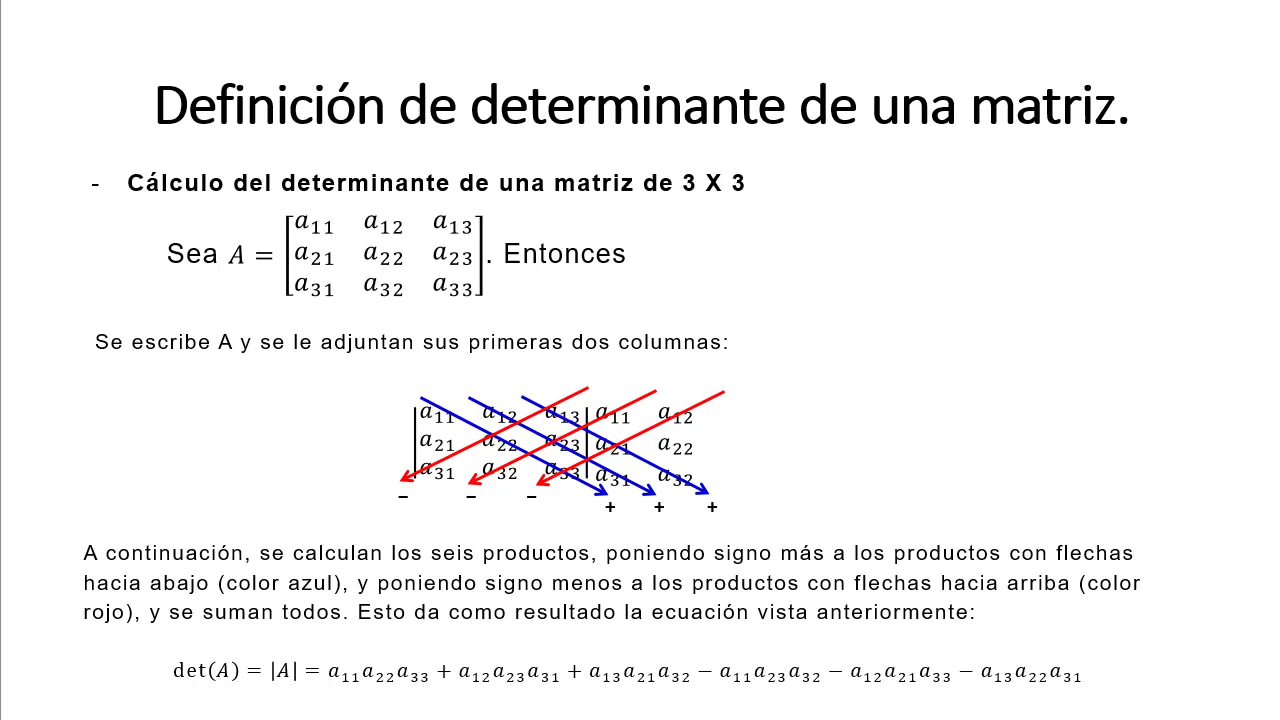 Definición de determinante de una matriz.
- Cálculo del determinante de una matriz de 3 X 3
a₁₁ a₁₂ a₁₃
Sea A = a₂₁ a₂₂ a₂₃ . Entonces
a₃₁ a₃₂ a₃₃
Se escribe A y se le adjuntan sus primeras dos columnas:
a₁₁ a₁₂ a₁₃ a₁₁ a₁₂
a₂₁ a₂₂ a₂₃ a₂₁ a₂₂
a₃₁ a₃₂ a₃₃ a₃₁ a₃₂
− − −
+ + +
A continuación, se calculan los seis productos, poniendo signo más a los productos con flechas
hacia abajo (color azul), y poniendo signo menos a los productos con flechas hacia arriba (color
rojo), y se suman todos. Esto da como resultado la ecuación vista anteriormente:
det(A) = |A| = a₁₁a₂₂a₃₃ + a₁₂a₂₃a₃₁ + a₁₃a₂₁a₃₂ − a₁₁a₂₃a₃₂ − a₁₂a₂₁a₃₃ − a₁₃a₂₂a₃₁